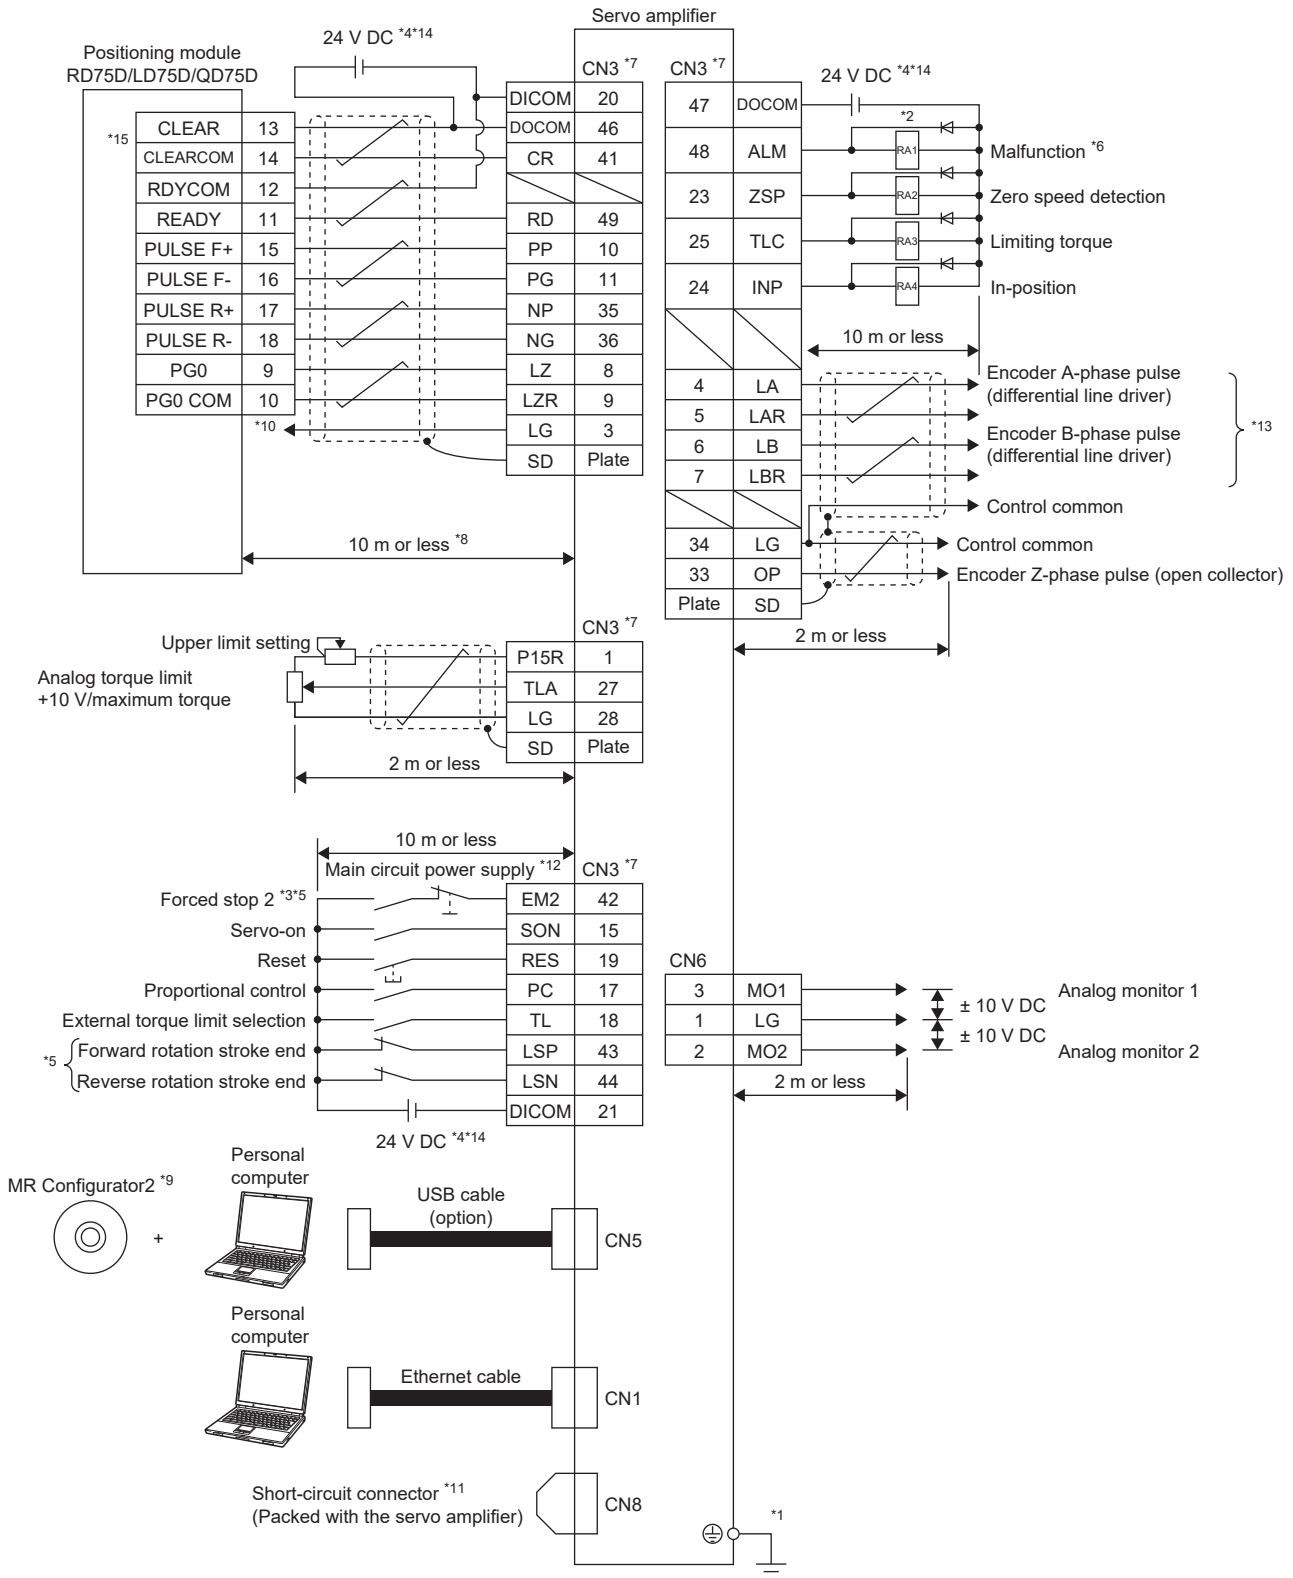 Servo amplifier
Positioning module
RD75D/LD75D/QD75D
24 V DC *4*14
CN3 *7
DICOM 20
*15 CLEAR 13 DOCOM 46
CLEARCOM 14 CR 41
RDYCOM 12
READY 11 RD 49
PULSE F+ 15 PP 10
PULSE F- 16 PG 11
PULSE R+ 17 NP 35
PULSE R- 18 NG 36
PG0 9 LZ 8
PG0 COM 10 LZR 9
*10 LG 3
SD Plate
10 m or less *8
CN3 *7
24 V DC *4*14
47 DOCOM
*2
48 ALM RA1 Malfunction *6
23 ZSP RA2 Zero speed detection
25 TLC RA3 Limiting torque
24 INP RA4 In-position
10 m or less
4 LA Encoder A-phase pulse
(differential line driver)
5 LAR
6 LB Encoder B-phase pulse
(differential line driver)
7 LBR
*13
Control common
34 LG Control common
33 OP Encoder Z-phase pulse (open collector)
Plate SD
2 m or less
CN3 *7
Upper limit setting
Analog torque limit
+10 V/maximum torque
P15R 1
TLA 27
LG 28
SD Plate
2 m or less
10 m or less
Main circuit power supply *12
CN3 *7
Forced stop 2 *3*5 EM2 42
Servo-on SON 15
Reset RES 19
Proportional control PC 17
External torque limit selection TL 18
*5
Forward rotation stroke end LSP 43
Reverse rotation stroke end LSN 44
DICOM 21
24 V DC *4*14
CN6
3 MO1 Analog monitor 1
± 10 V DC
1 LG
± 10 V DC
2 MO2 Analog monitor 2
2 m or less
MR Configurator2 *9
+
Personal
computer
USB cable
(option)
CN5
Personal
computer
Ethernet cable
CN1
Short-circuit connector *11
(Packed with the servo amplifier)
CN8
*1